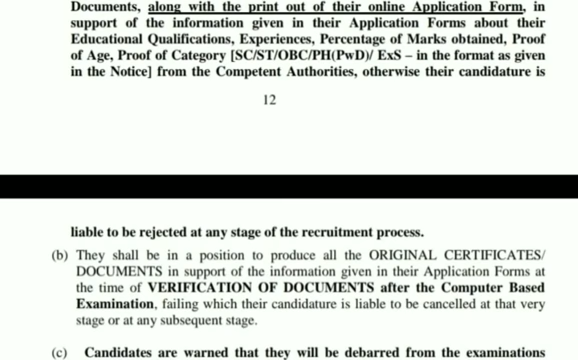 Documents, along with the print out of their online Application Form, in
support of the information given in their Application Forms about their
Educational Qualifications, Experiences, Percentage of Marks obtained, Proof
of Age, Proof of Category [SC/ST/OBC/PH(PwD)/ ExS – in the format as given
in the Notice] from the Competent Authorities, otherwise their candidature is
12
liable to be rejected at any stage of the recruitment process.
(b) They shall be in a position to produce all the ORIGINAL CERTIFICATES/
DOCUMENTS in support of the information given in their Application Forms at
the time of VERIFICATION OF DOCUMENTS after the Computer Based
Examination, failing which their candidature is liable to be cancelled at that very
stage or at any subsequent stage.
(c) Candidates are warned that they will be debarred from the examinations